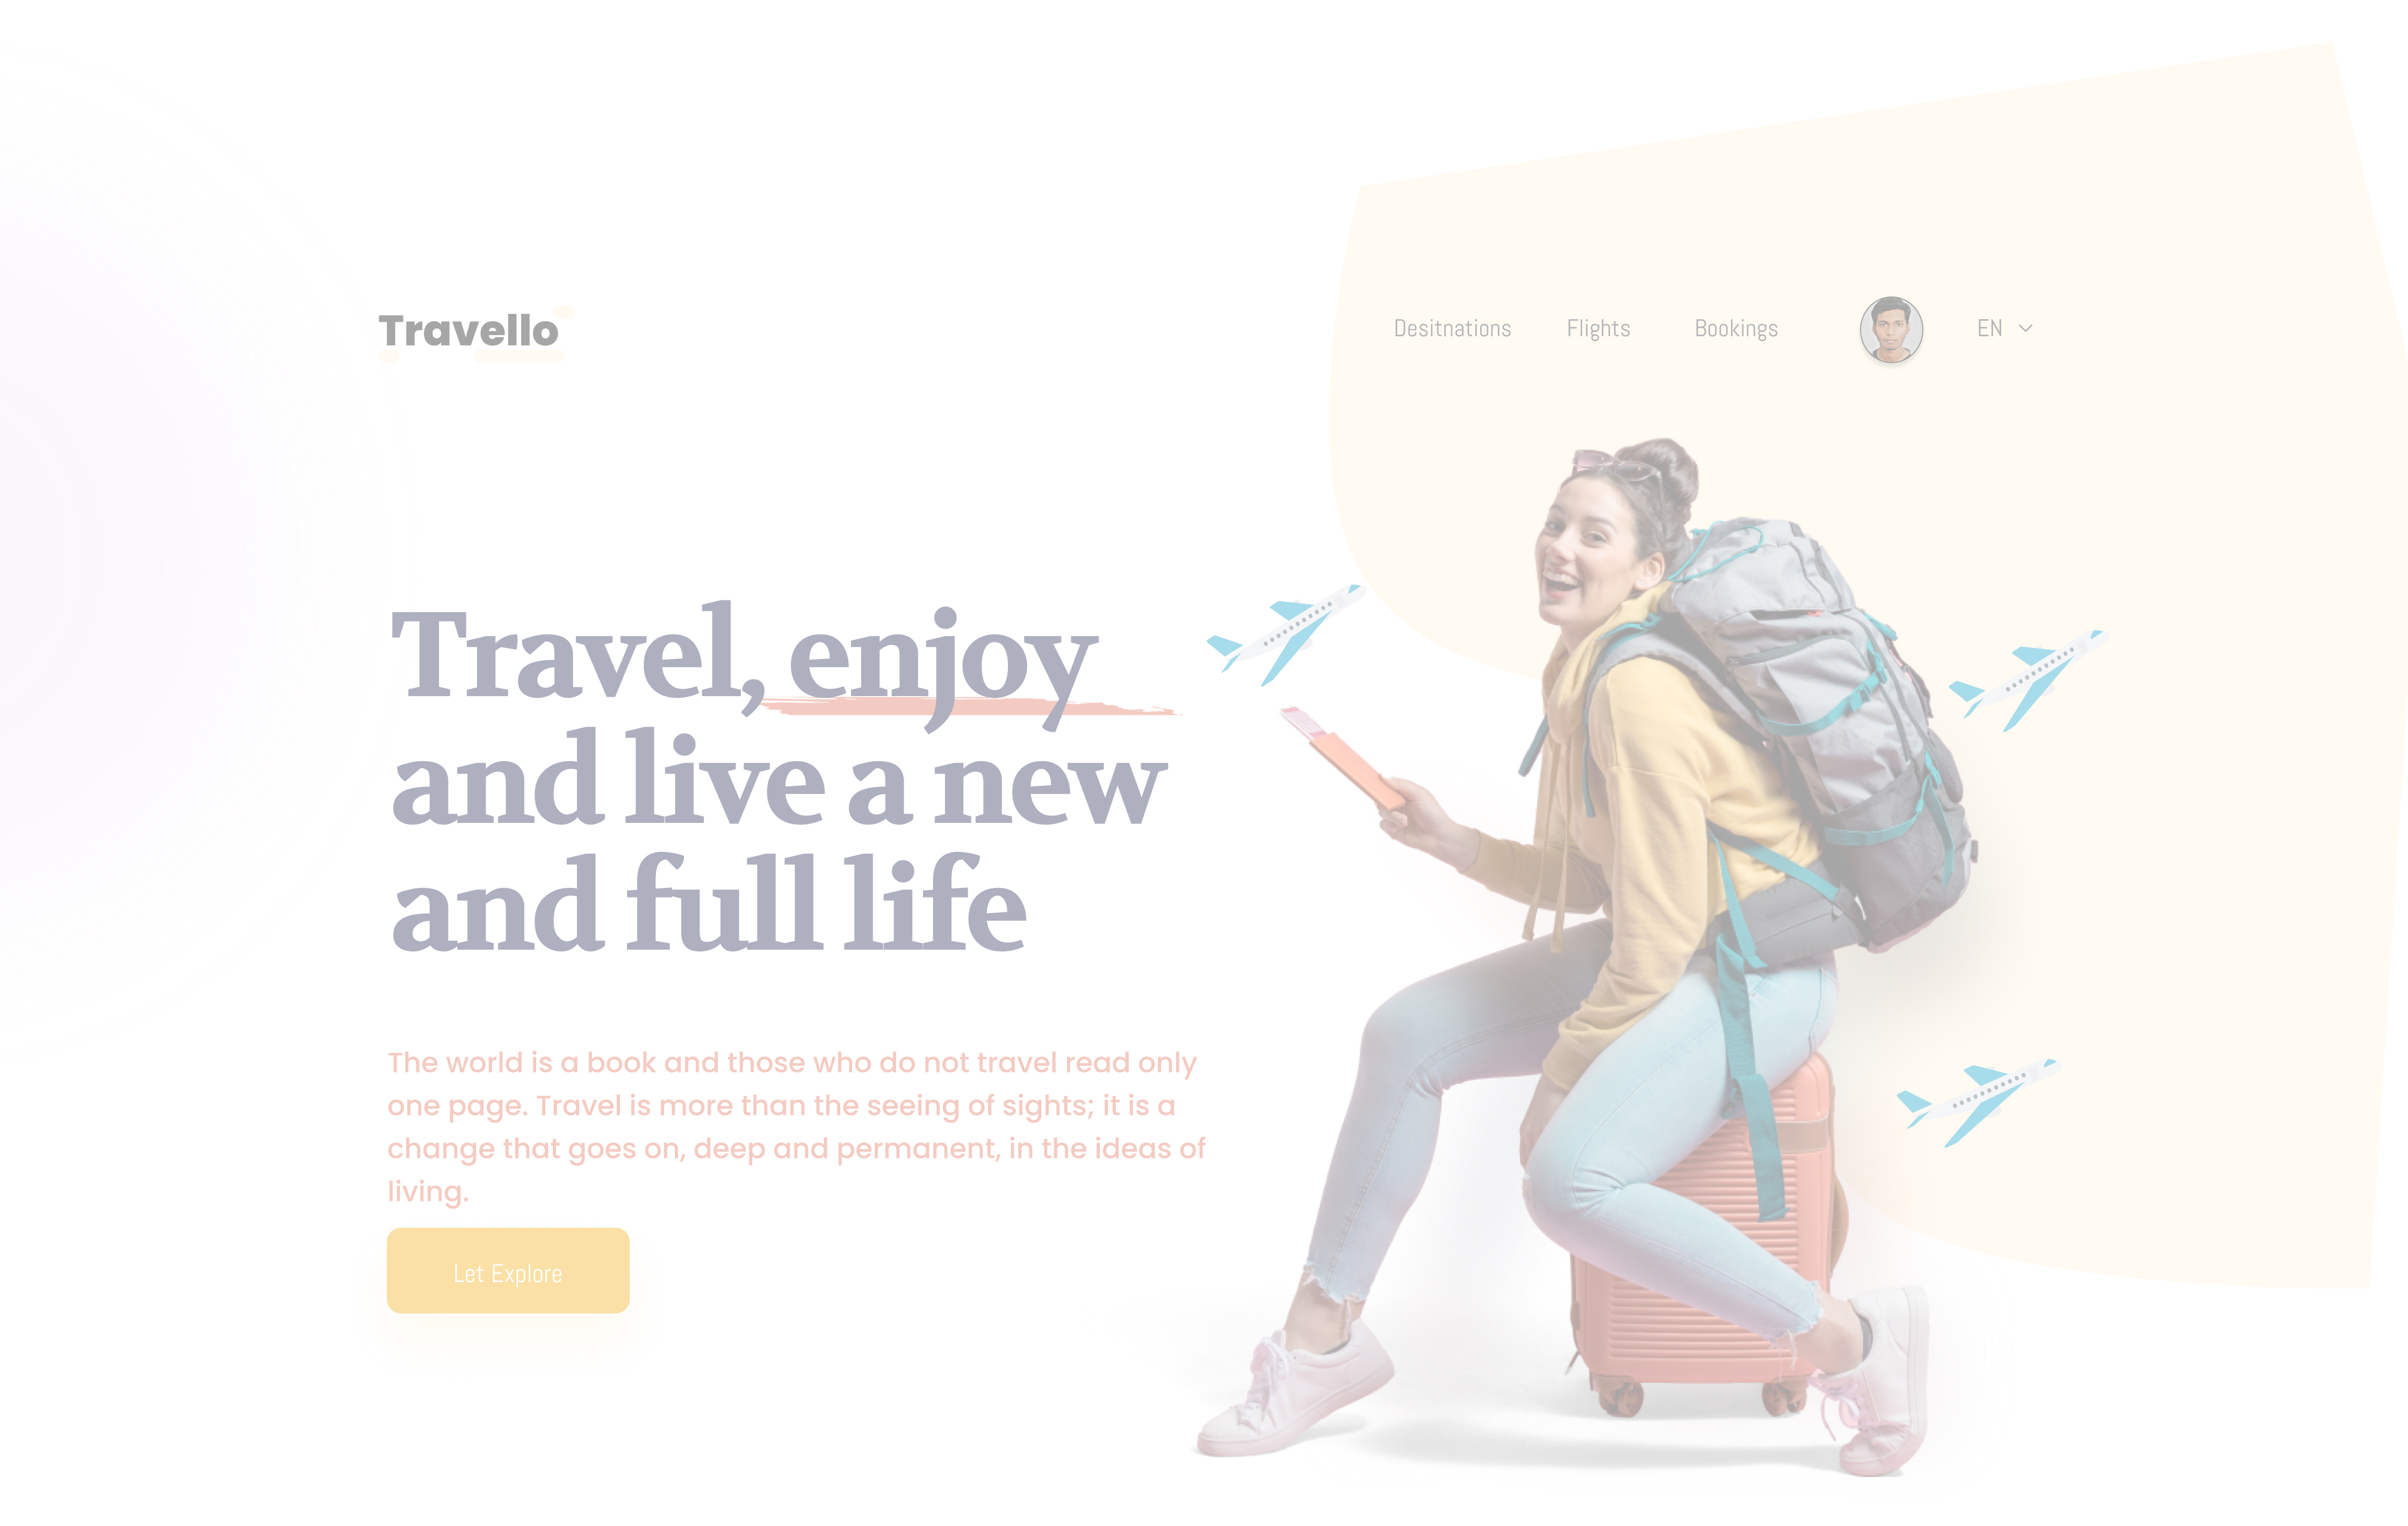 Travello
Desitnations
Flights
Bookings
EN
Travel, enjoy
and live a new
and full life
The world is a book and those who do not travel read only
one page. Travel is more than the seeing of sights; it is a
change that goes on, deep and permanent, in the ideas of
living.
Let Explore